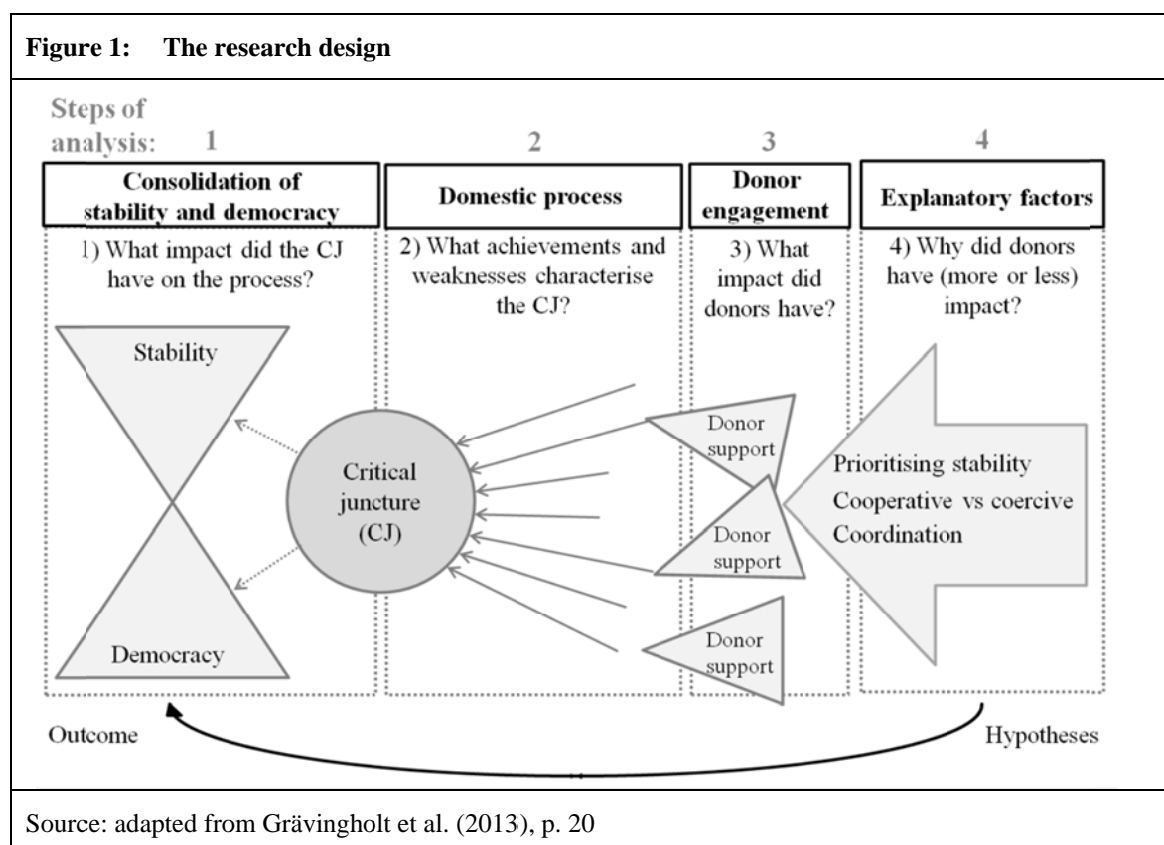 Figure 1: The research design
Steps of
analysis: 1 2 3 4
Consolidation of
stability and democracy
Domestic process
Donor
engagement
Explanatory factors
1) What impact did the CJ
have on the process?
2) What achievements and
weaknesses characterise
the CJ?
3) What
impact did
donors have?
4) Why did donors
have (more or less)
impact?
Stability
Democracy
Critical
juncture
(CJ)
Donor
support
Donor
support
Donor
support
Prioritising stability
Cooperative vs coercive
Coordination
Outcome
Hypotheses
Source: adapted from Grävingholt et al. (2013), p. 20